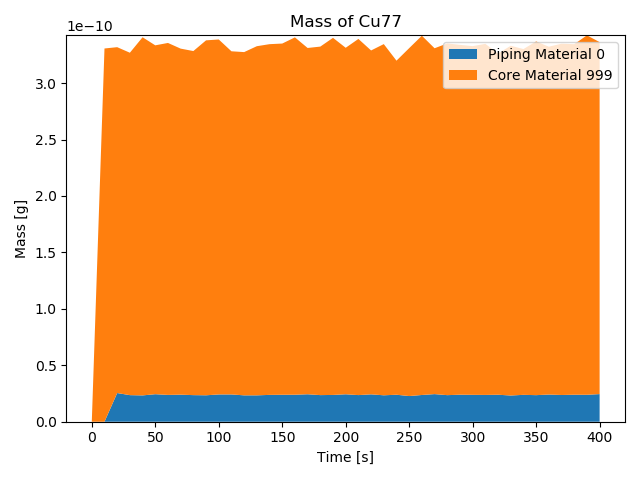 Mass of Cu77
1e−10
Piping Material 0
Core Material 999
3.0
2.5
2.0
1.5
1.0
0.5
0.0
Mass [g]
0 50 100 150 200 250 300 350 400
Time [s]